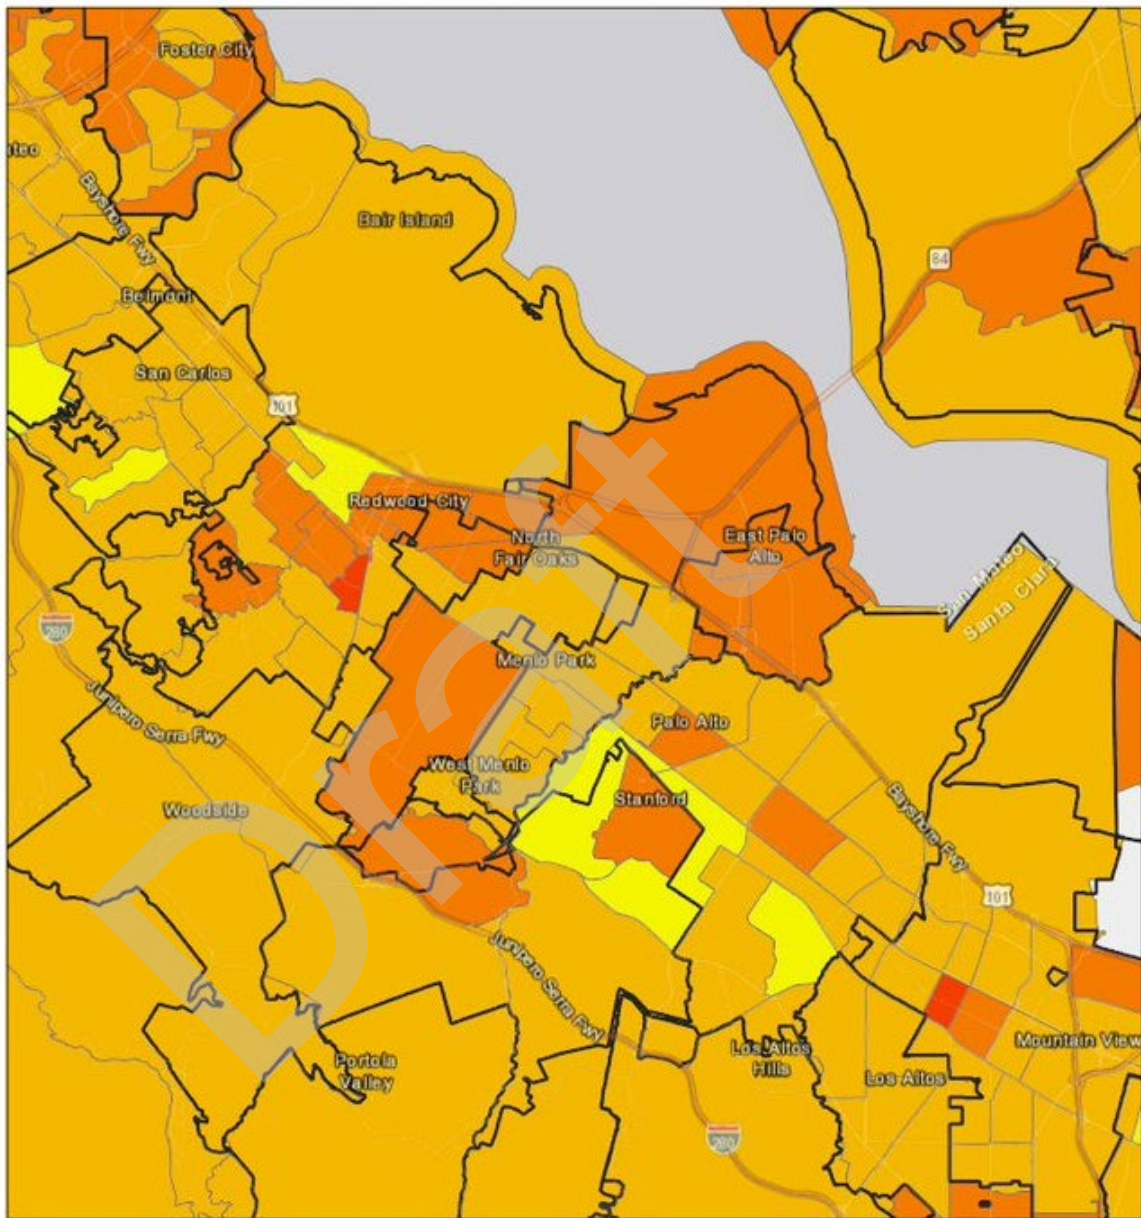 Foster City
ateo
Bayshore Fwy
Bair Island
84
Belmont
San Carlos
101
Redwood City
North
Fair Oaks
East Palo
Alto
San Mateo
Santa Clara
280
Menlo Park
Junipero Serra Fwy
Palo Alto
West Menlo
Park
Woodside
Stanford
Bayshore Fwy
101
Junipero Serra Fwy
Portola
Valley
Los Altos
Hills
Los Altos
Mountain View
280
Draft